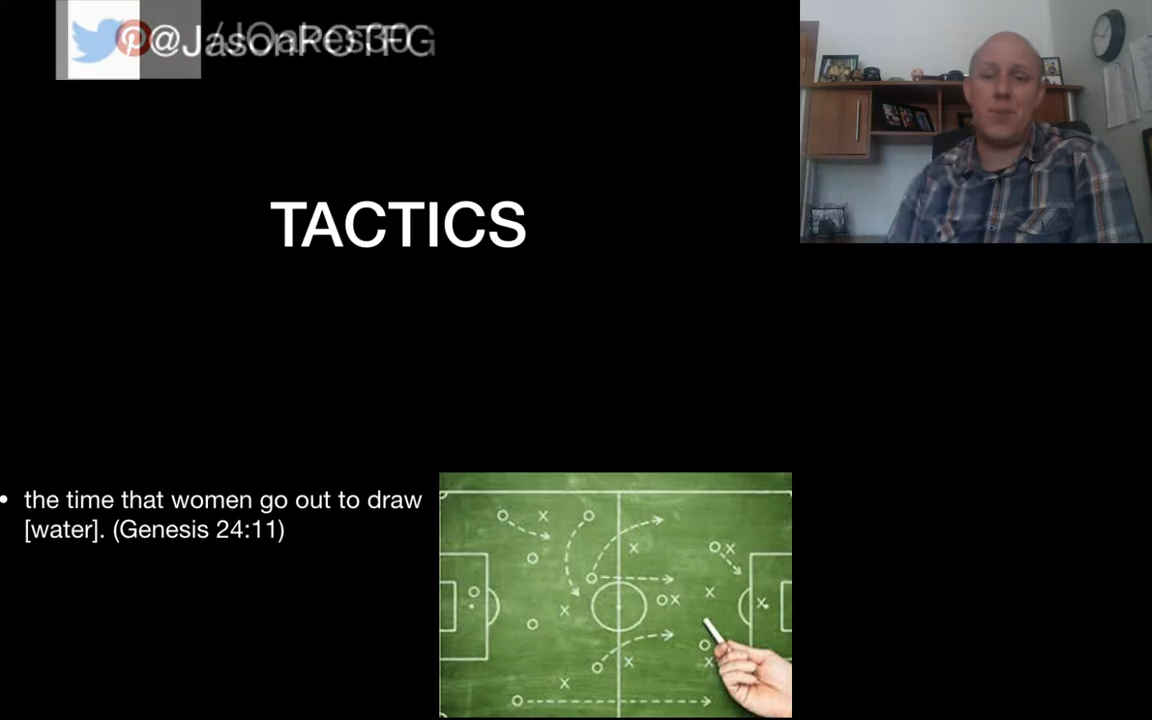 TACTICS
• the time that women go out to draw
[water]. (Genesis 24:11)